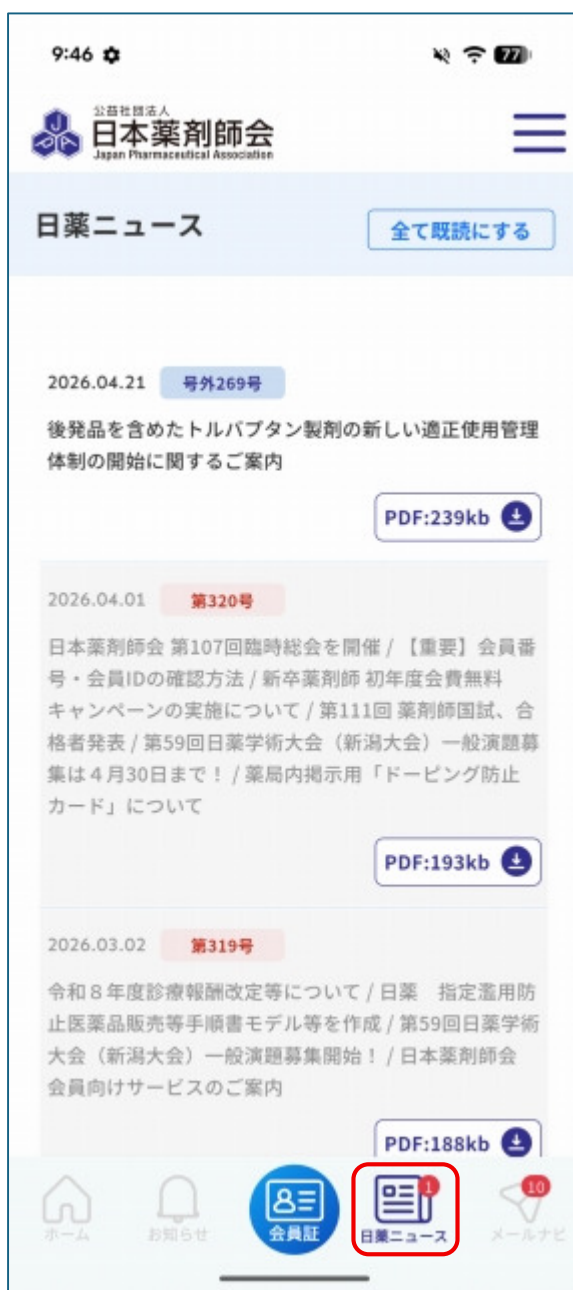 9:46
77
公益社団法人
日本薬剤師会
Japan Pharmaceutical Association
日薬ニュース
全て既読にする
2026.04.21 号外269号
後発品を含めたトルバプタン製剤の新しい適正使用管理
体制の開始に関するご案内
PDF:239kb
2026.04.01 第320号
日本薬剤師会 第107回臨時総会を開催 / 【重要】会員番
号・会員IDの確認方法 / 新卒薬剤師 初年度会費無料
キャンペーンの実施について / 第111回 薬剤師国試、合
格者発表 / 第59回日薬学術大会（新潟大会）一般演題募
集は４月30日まで！ / 薬局内掲示用「ドーピング防止
カード」について
PDF:193kb
2026.03.02 第319号
令和８年度診療報酬改定等について / 日薬　指定濫用防
止医薬品販売等手順書モデル等を作成 / 第59回日薬学術
大会（新潟大会）一般演題募集開始！ / 日本薬剤師会
会員向けサービスのご案内
PDF:188kb
1
10
ホーム
お知らせ
会員証
日薬ニュース
メールナビ